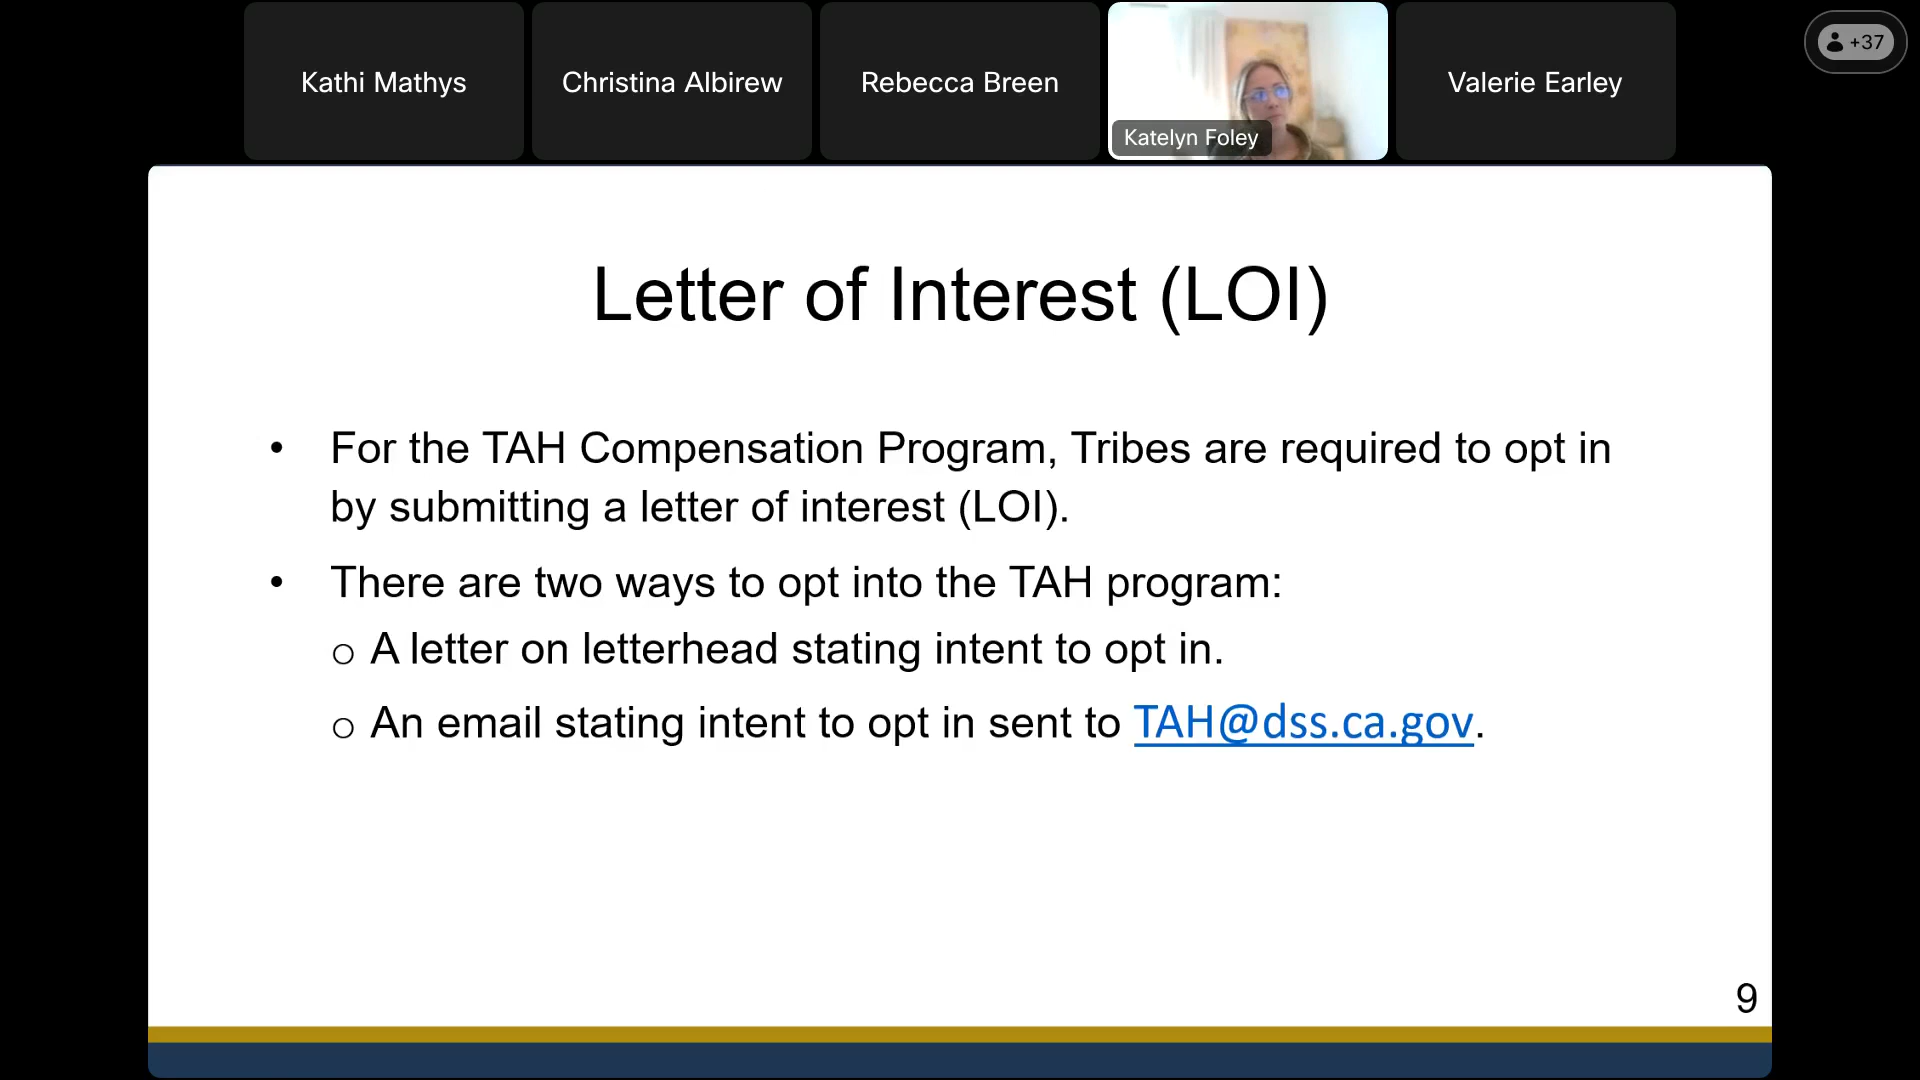 Kathi Mathys
Christina Albirew
Rebecca Breen
Katelyn Foley
Valerie Earley
+37
Letter of Interest (LOI)
• For the TAH Compensation Program, Tribes are required to opt in
by submitting a letter of interest (LOI).
• There are two ways to opt into the TAH program:
o A letter on letterhead stating intent to opt in.
o An email stating intent to opt in sent to TAH@dss.ca.gov.
9